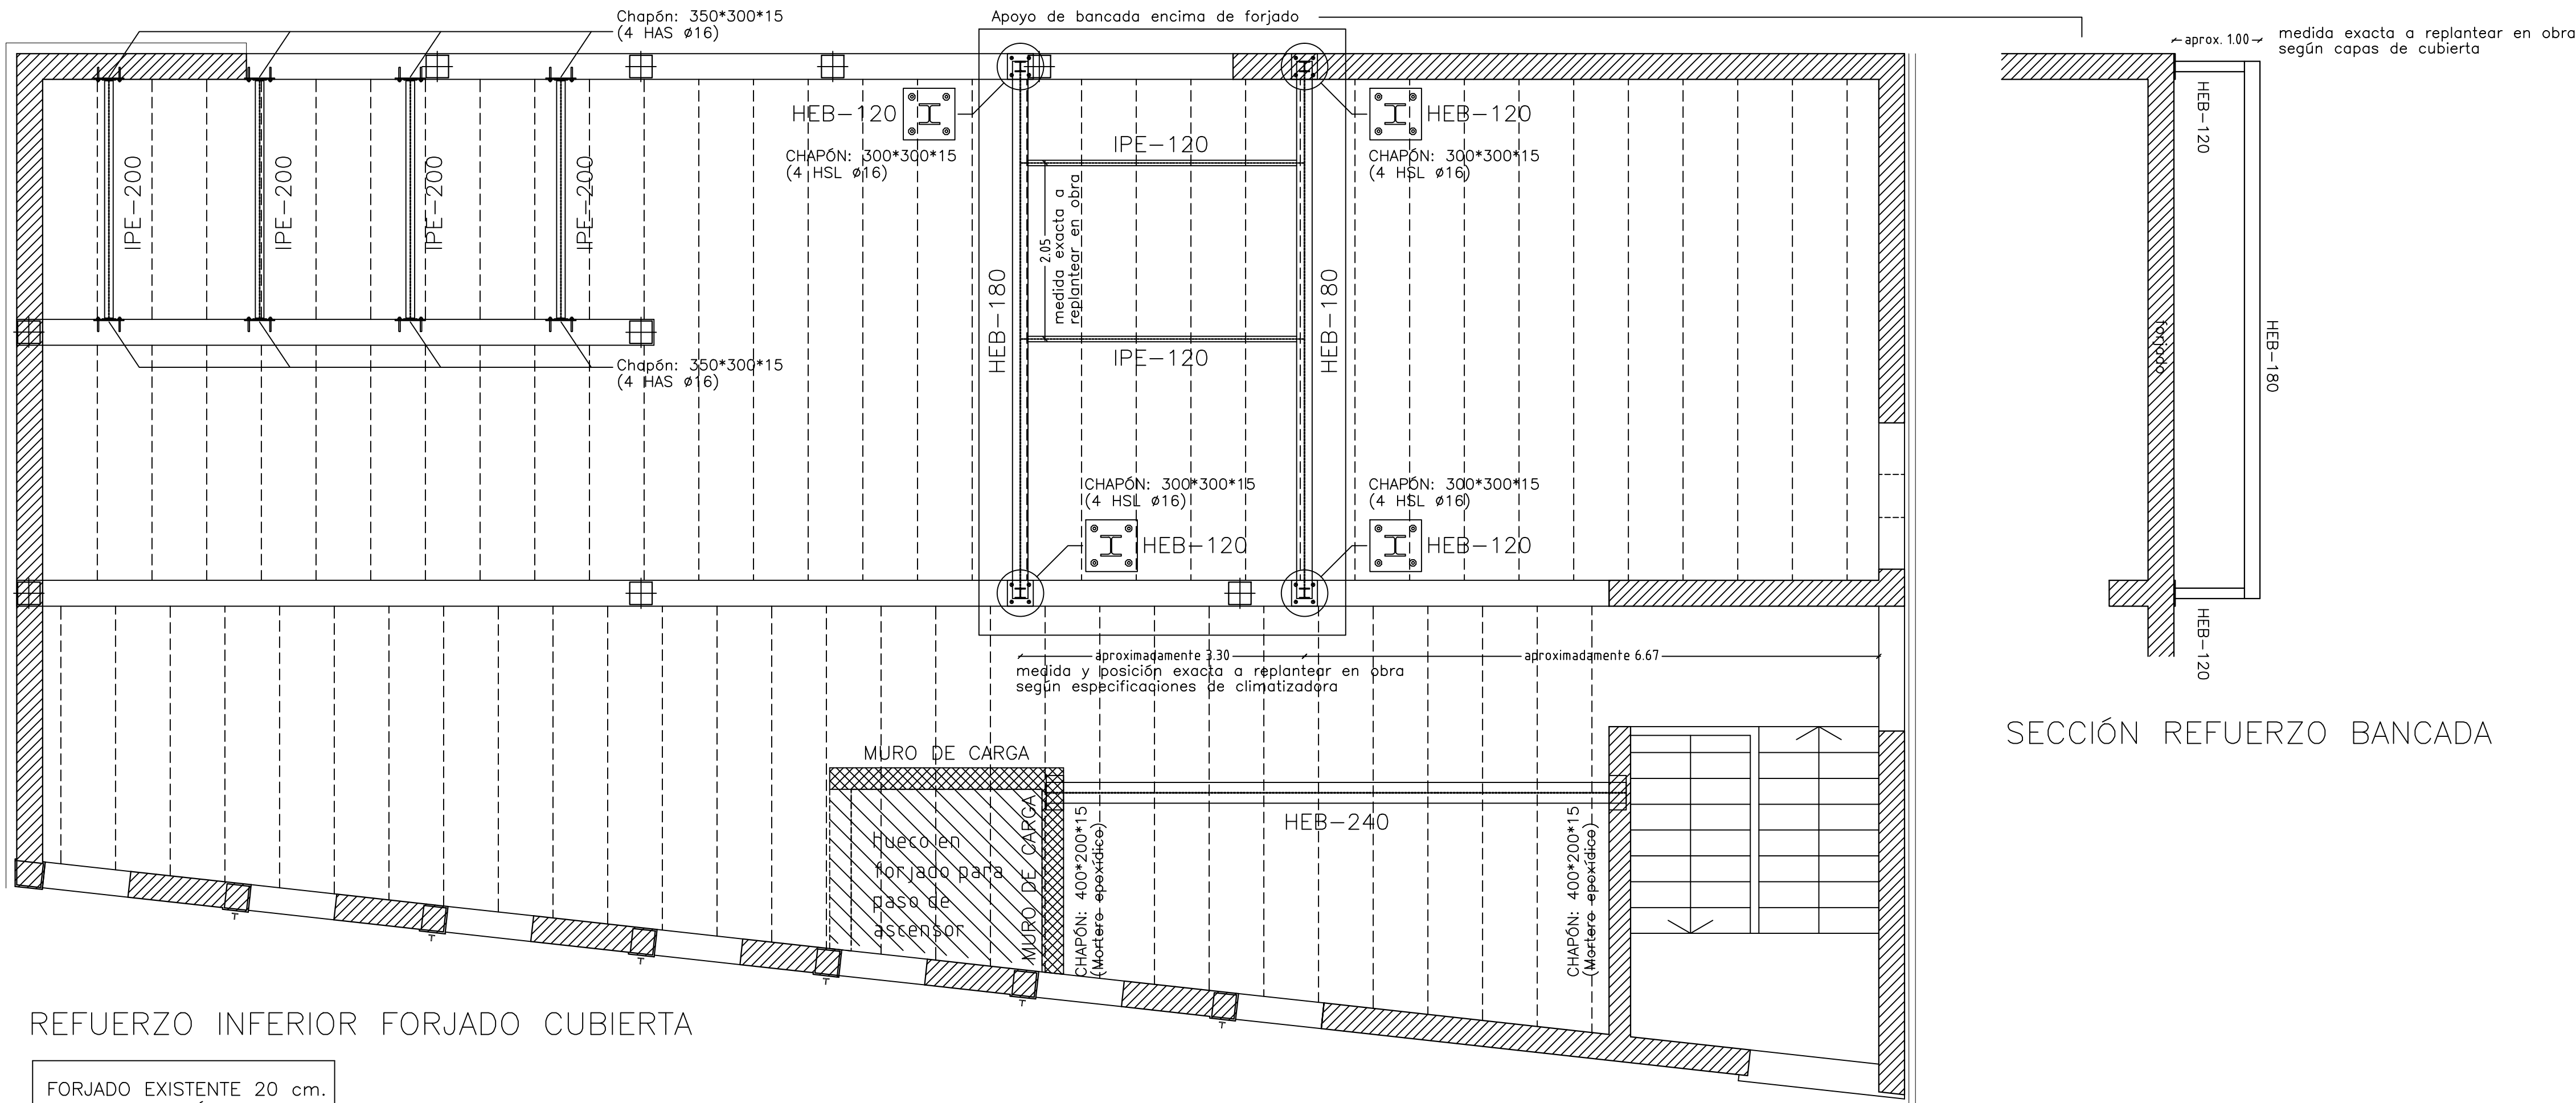 Chapón: 350*300*15
(4 HAS ø16)
Apoyo de bancada encima de forjado
aprox. 1.00
medida exacta a replantear en obra
según capas de cubierta
HEB-120
CHAPÓN: 300*300*15
(4 HSL ø16)
HEB-120
CHAPÓN: 300*300*15
(4 HSL ø16)
IPE-120
IPE-200
IPE-200
IPE-200
IPE-200
2.05
medida exacta a
replantear en obra
HEB-180
HEB-180
IPE-120
Chapón: 350*300*15
(4 HAS ø16)
CHAPÓN: 300*300*15
(4 HSL ø16)
HEB-120
CHAPÓN: 300*300*15
(4 HSL ø16)
HEB-120
HEB-120
forjado
HEB-180
HEB-120
aproximadamente 3.30
aproximadamente 6.67
medida y posición exacta a replantear en obra
según especificaciones de climatizadora
SECCIÓN REFUERZO BANCADA
MURO DE CARGA
MURO DE CARGA
hueco en
forjado para
paso de
ascensor
CHAPÓN: 400*200*15
(Mortero epoxídico)
HEB-240
CHAPÓN: 400*200*15
(Mortero epoxídico)
REFUERZO INFERIOR FORJADO CUBIERTA
FORJADO EXISTENTE 20 cm.